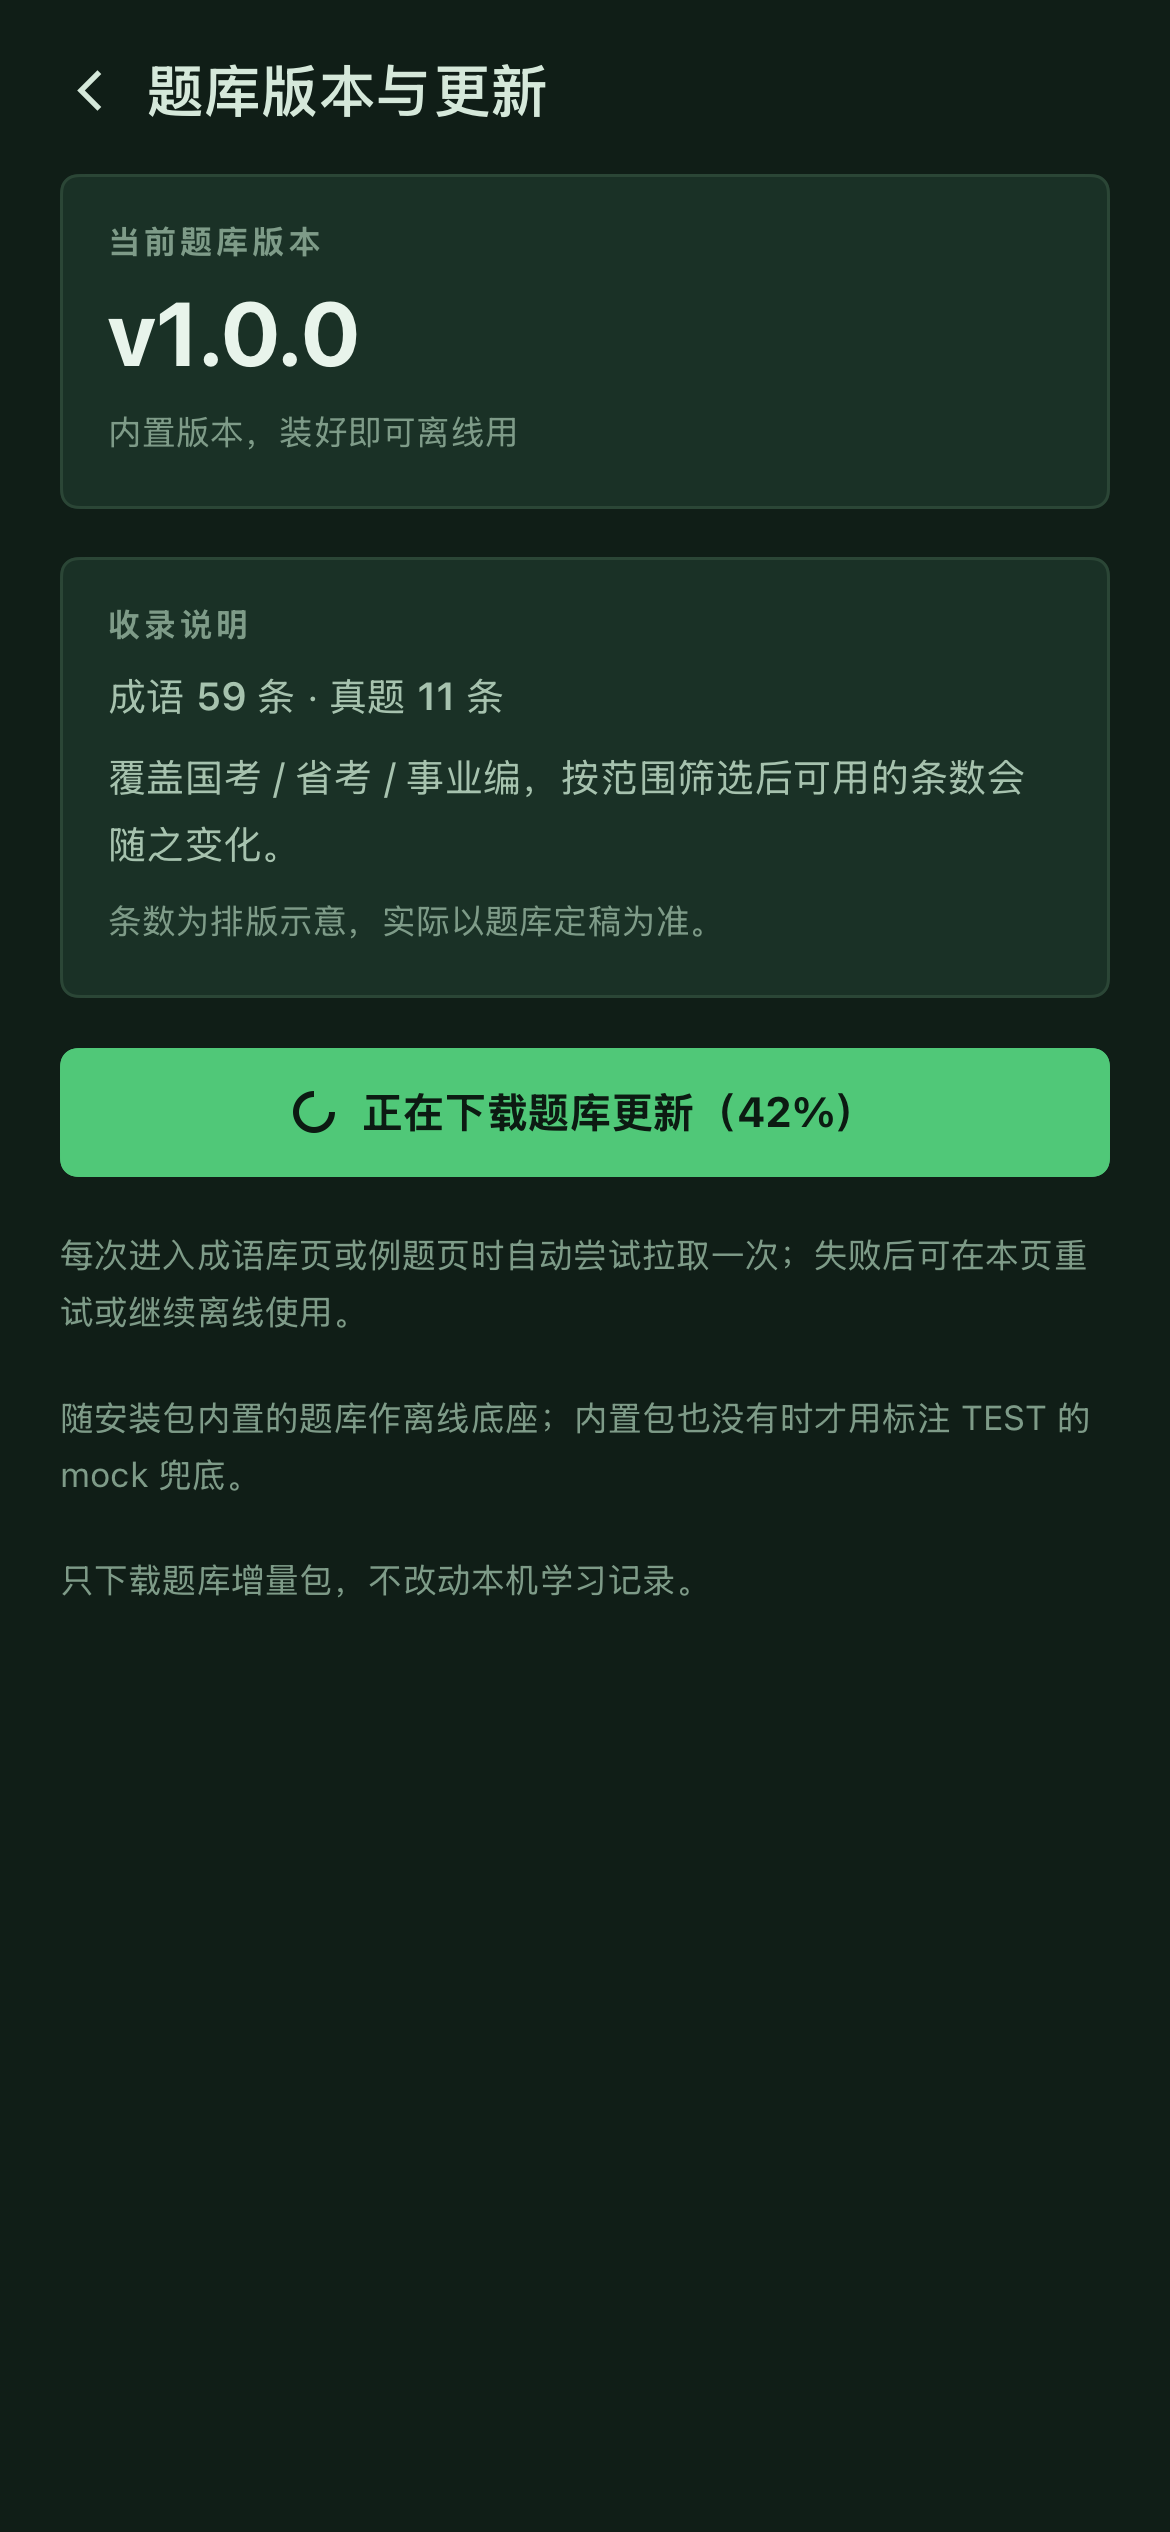 题库版本与更新
当前题库版本
v1.0.0
内置版本，装好即可离线用
收录说明
成语 59 条 · 真题 11 条
覆盖国考 / 省考 / 事业编，按范围筛选后可用的条数会
随之变化。
条数为排版示意，实际以题库定稿为准。
正在下载题库更新（42%）
每次进入成语库页或例题页时自动尝试拉取一次；失败后可在本页重
试或继续离线使用。
随安装包内置的题库作离线底座；内置包也没有时才用标注 TEST 的
mock 兜底。
只下载题库增量包，不改动本机学习记录。